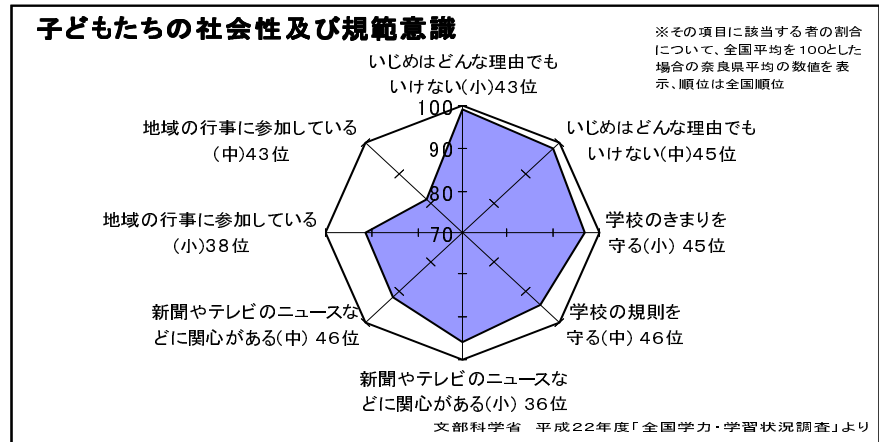 子どもたちの社会性及び規範意識
※その項目に該当する者の割合
について、全国平均を100とした
場合の奈良県平均の数値を表
示、順位は全国順位
いじめはどんな理由でも
いけない(小)43位
いじめはどんな理由でも
いけない(中)45位
学校のきまりを
守る(小) 45位
学校の規則を
守る(中) 46位
新聞やテレビのニュースな
どに関心がある(小) 36位
新聞やテレビのニュースな
どに関心がある(中) 46位
地域の行事に参加している
(小)38位
地域の行事に参加している
(中)43位
100
90
80
70
文部科学省 平成22年度「全国学力・学習状況調査」より